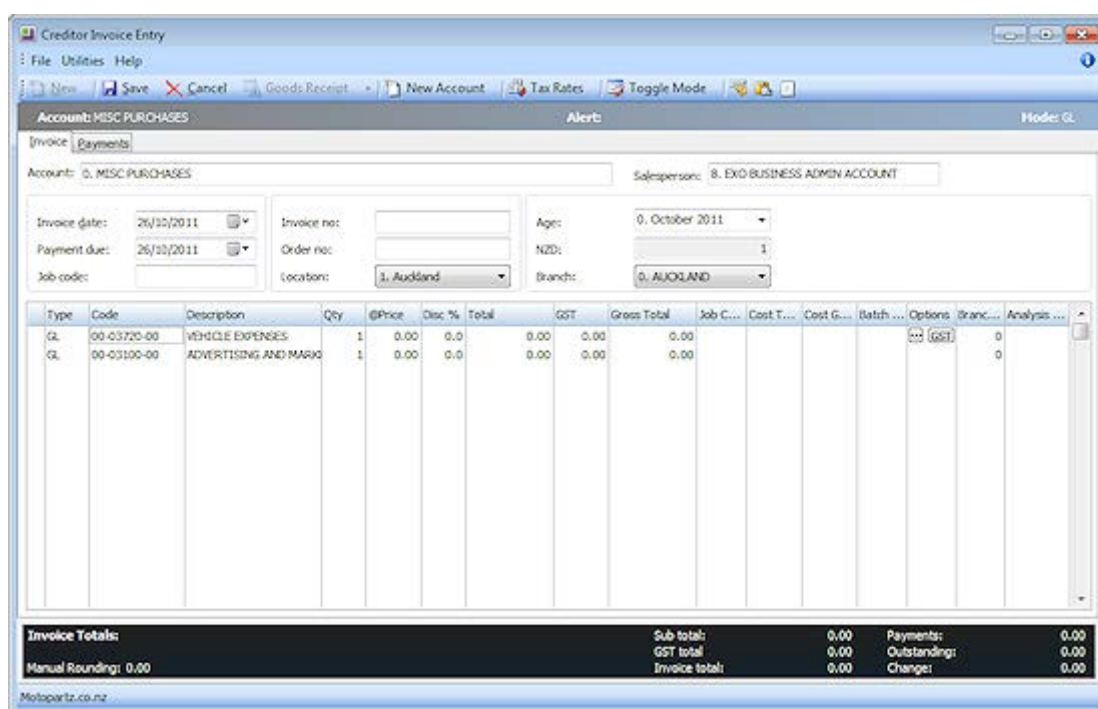 Creditor Invoice Entry
File Utilities Help
New Save Cancel Goods Receipt New Account Tax Rates Toggle Mode
Account: MISC PURCHASES Alert: Mode: GL
Invoice Payments
Account: 0. MISC PURCHASES Salesperson: 8. EXO BUSINESS ADMIN ACCOUNT
Invoice date: 26/10/2011 Invoice no: Age: 0. October 2011
Payment due: 26/10/2011 Order no: NZD: 1
Job code: Location: 1. Auckland Branch: 0. AUCKLAND
Type Code Description Qty @Price Disc % Total GST Gross Total Job C... Cost T... Cost G... Batch ... Options Branc... Analysis ...
GL 00-03720-00 VEHICLE EXPENSES 1 0.00 0.0 0.00 0.00 0.00 ... GST 0
GL 00-03100-00 ADVERTISING AND MARK 1 0.00 0.0 0.00 0.00 0.00 0
Invoice Totals: Sub total: 0.00 Payments: 0.00
GST total 0.00 Outstanding: 0.00
Manual Rounding: 0.00 Invoice total: 0.00 Change: 0.00
Motopartz.co.nz